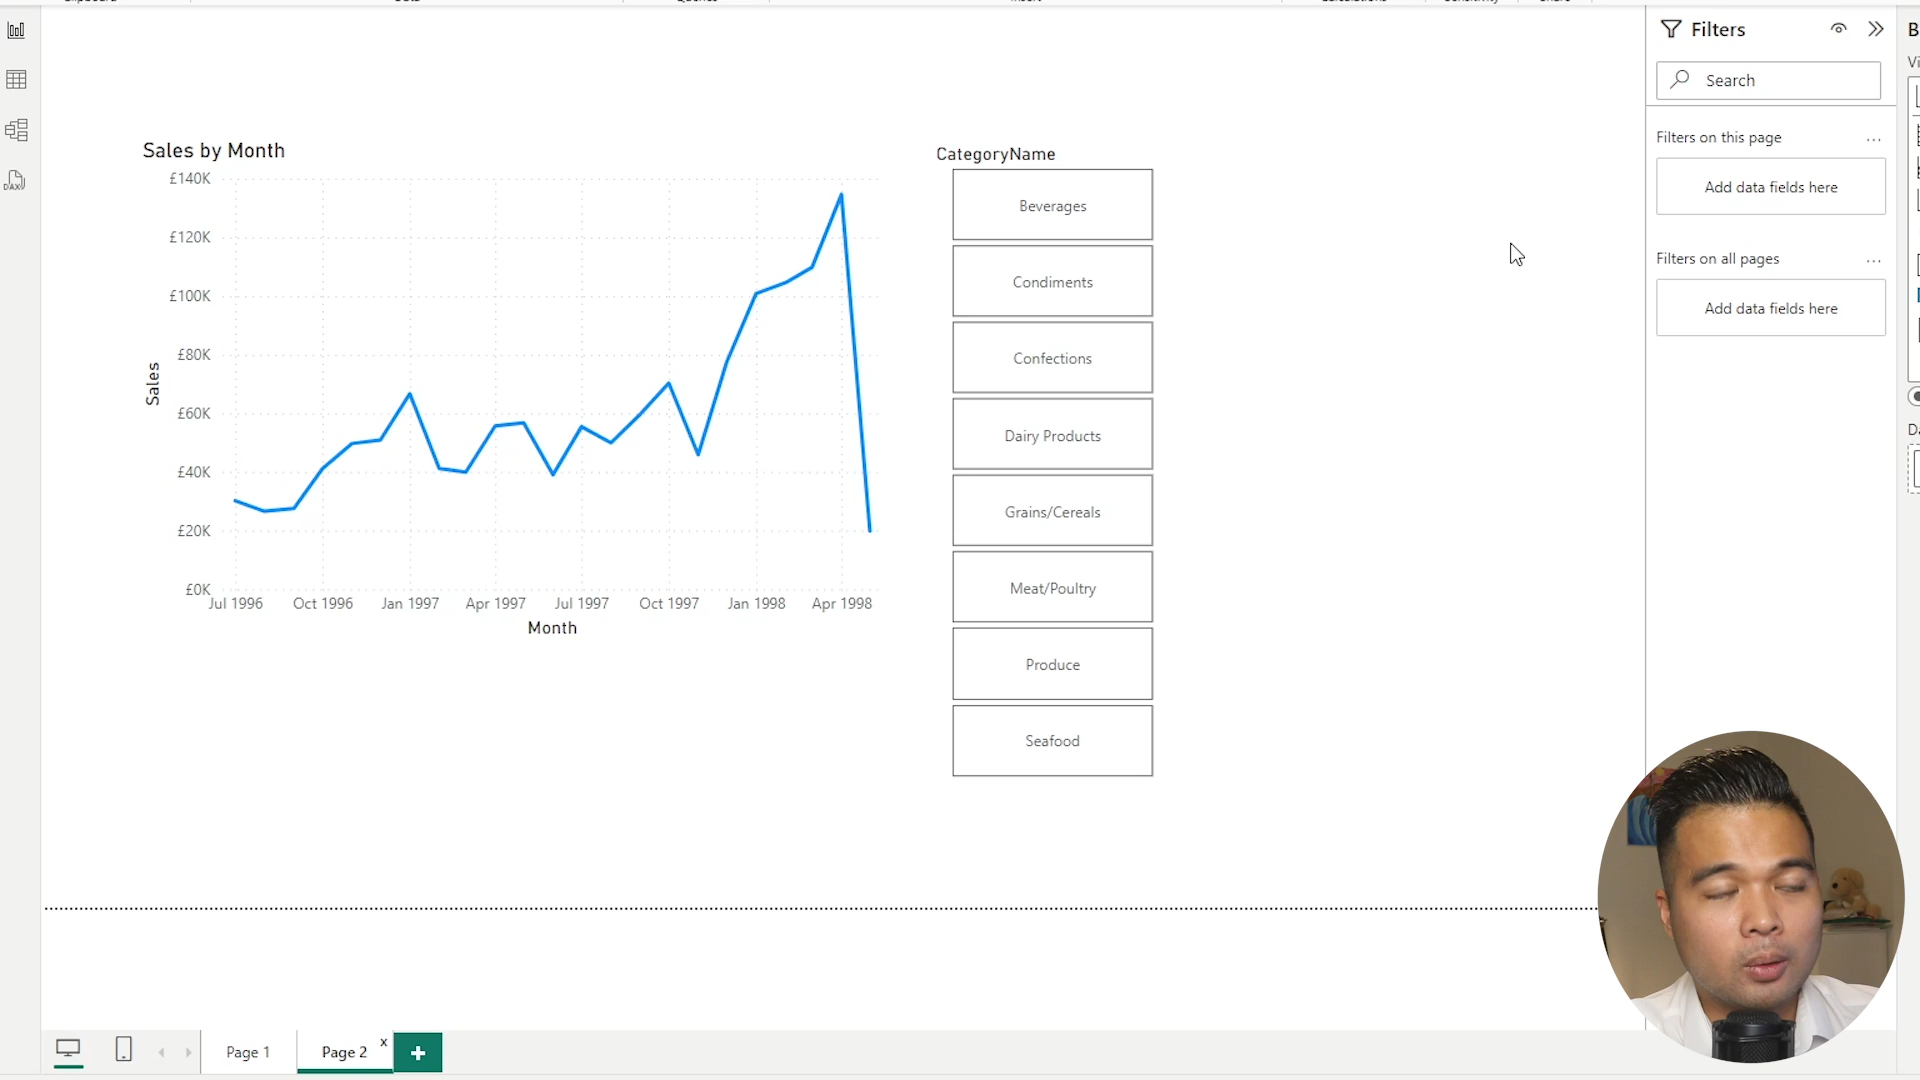 Filters
Search
Filters on this page
...
Add data fields here
Filters on all pages
...
Add data fields here
Sales by Month
£140K
£120K
£100K
£80K
£60K
£40K
£20K
£0K
Sales
Jul 1996 Oct 1996 Jan 1997 Apr 1997 Jul 1997 Oct 1997 Jan 1998 Apr 1998
Month
CategoryName
Beverages
Condiments
Confections
Dairy Products
Grains/Cereals
Meat/Poultry
Produce
Seafood
DAX
Page 1
Page 2
x
+